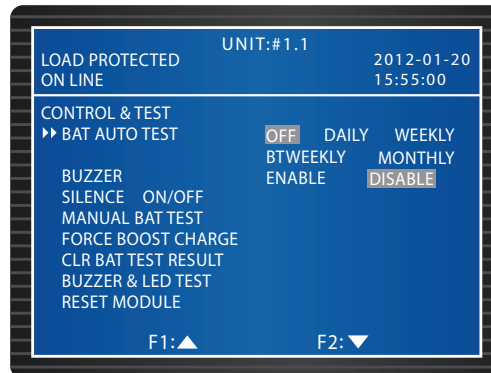 UNIT:#1.1
LOAD PROTECTED 2012-01-20
ON LINE 15:55:00
CONTROL & TEST
BAT AUTO TEST OFF DAILY WEEKLY
BTWEEKLY MONTHLY
BUZZER ENABLE DISABLE
SILENCE ON/OFF
MANUAL BAT TEST
FORCE BOOST CHARGE
CLR BAT TEST RESULT
BUZZER & LED TEST
RESET MODULE
F1: F2: